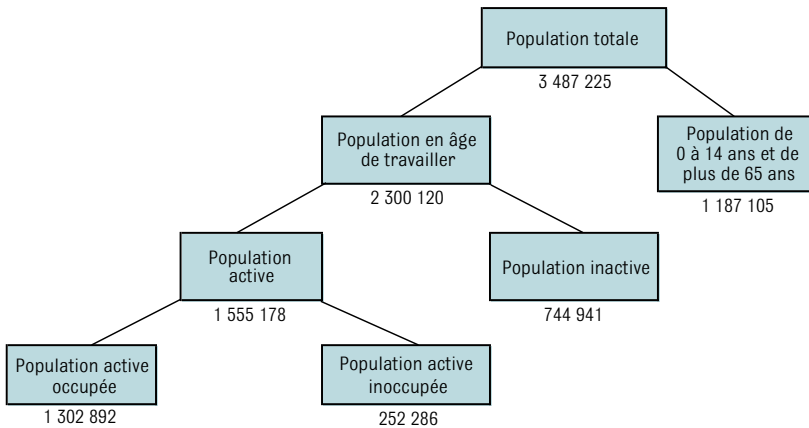 Population totale
3 487 225
Population en âge
de travailler
2 300 120
Population de
0 à 14 ans et de
plus de 65 ans
1 187 105
Population
active
1 555 178
Population inactive
744 941
Population active
occupée
1 302 892
Population active
inoccupée
252 286